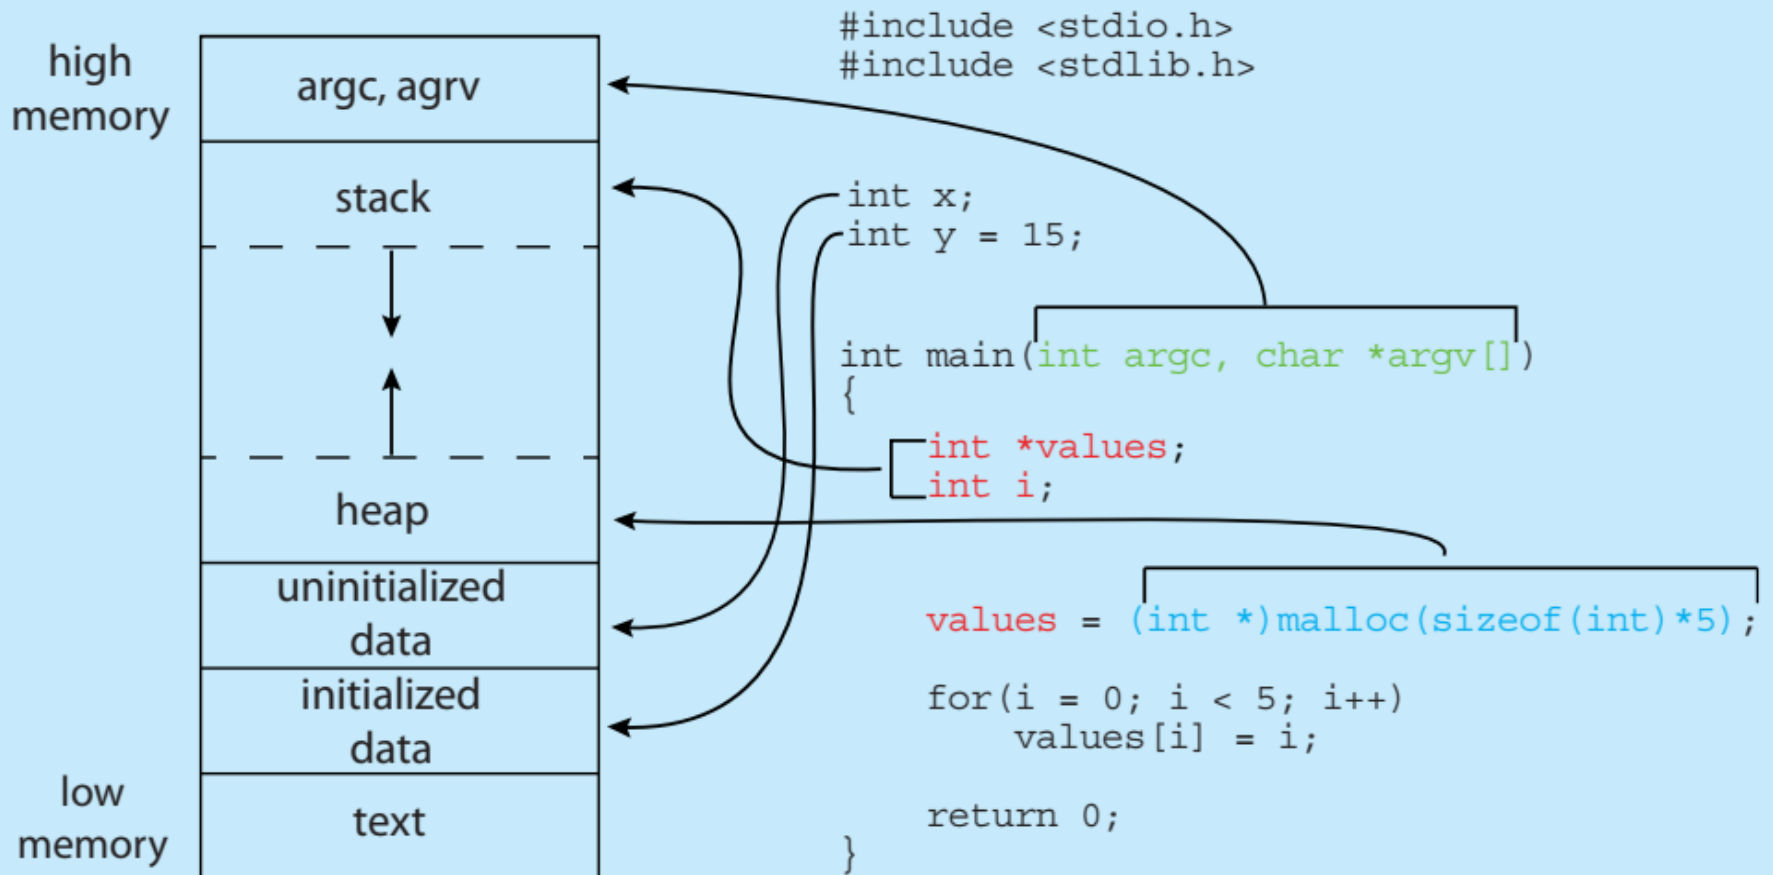 high
memory
argc, agrv
stack
heap
uninitialized
data
initialized
data
low
memory
text
#include <stdio.h>
#include <stdlib.h>
int x;
int y = 15;
int main(int argc, char *argv[])
{
int *values;
int i;
values = (int *)malloc(sizeof(int)*5);
for(i = 0; i < 5; i++)
values[i] = i;
return 0;
}